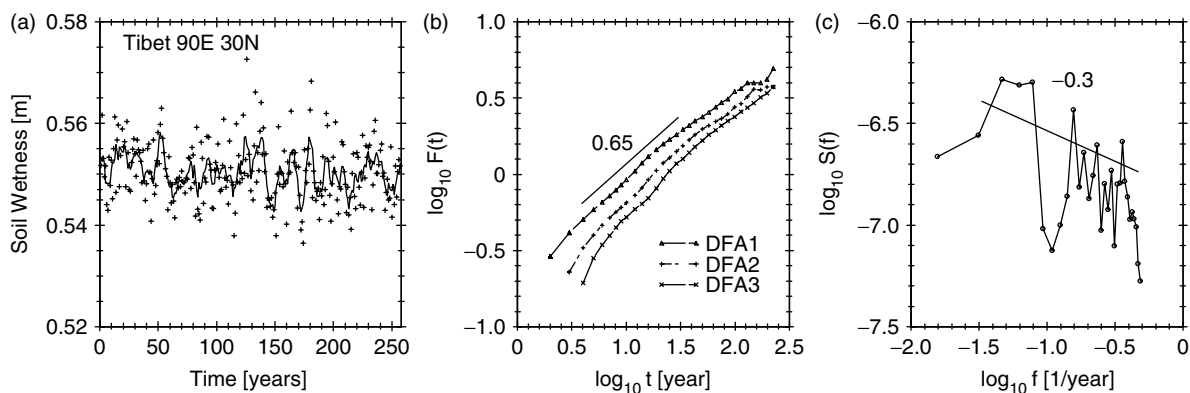 (a)
Tibet 90E 30N
0.58
0.56
0.54
0.52
Soil Wetness [m]
0 50 100 150 200 250
Time [years]
(b)
1.0
0.5
0
−0.5
−1.0
log10 F(t)
0.65
DFA1
DFA2
DFA3
0 0.5 1.0 1.5 2.0 2.5
log10 t [year]
(c)
−6.0
−6.5
−7.0
−7.5
log10 S(f)
−0.3
−2.0 −1.5 −1.0 −0.5 0
log10 f [1/year]